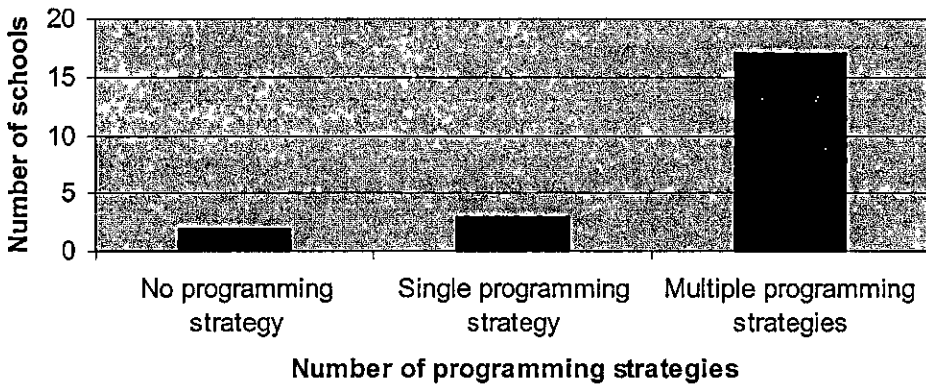 Number of schools
20
15
10
5
0
No programming
strategy
Single programming
strategy
Multiple programming
strategies
Number of programming strategies